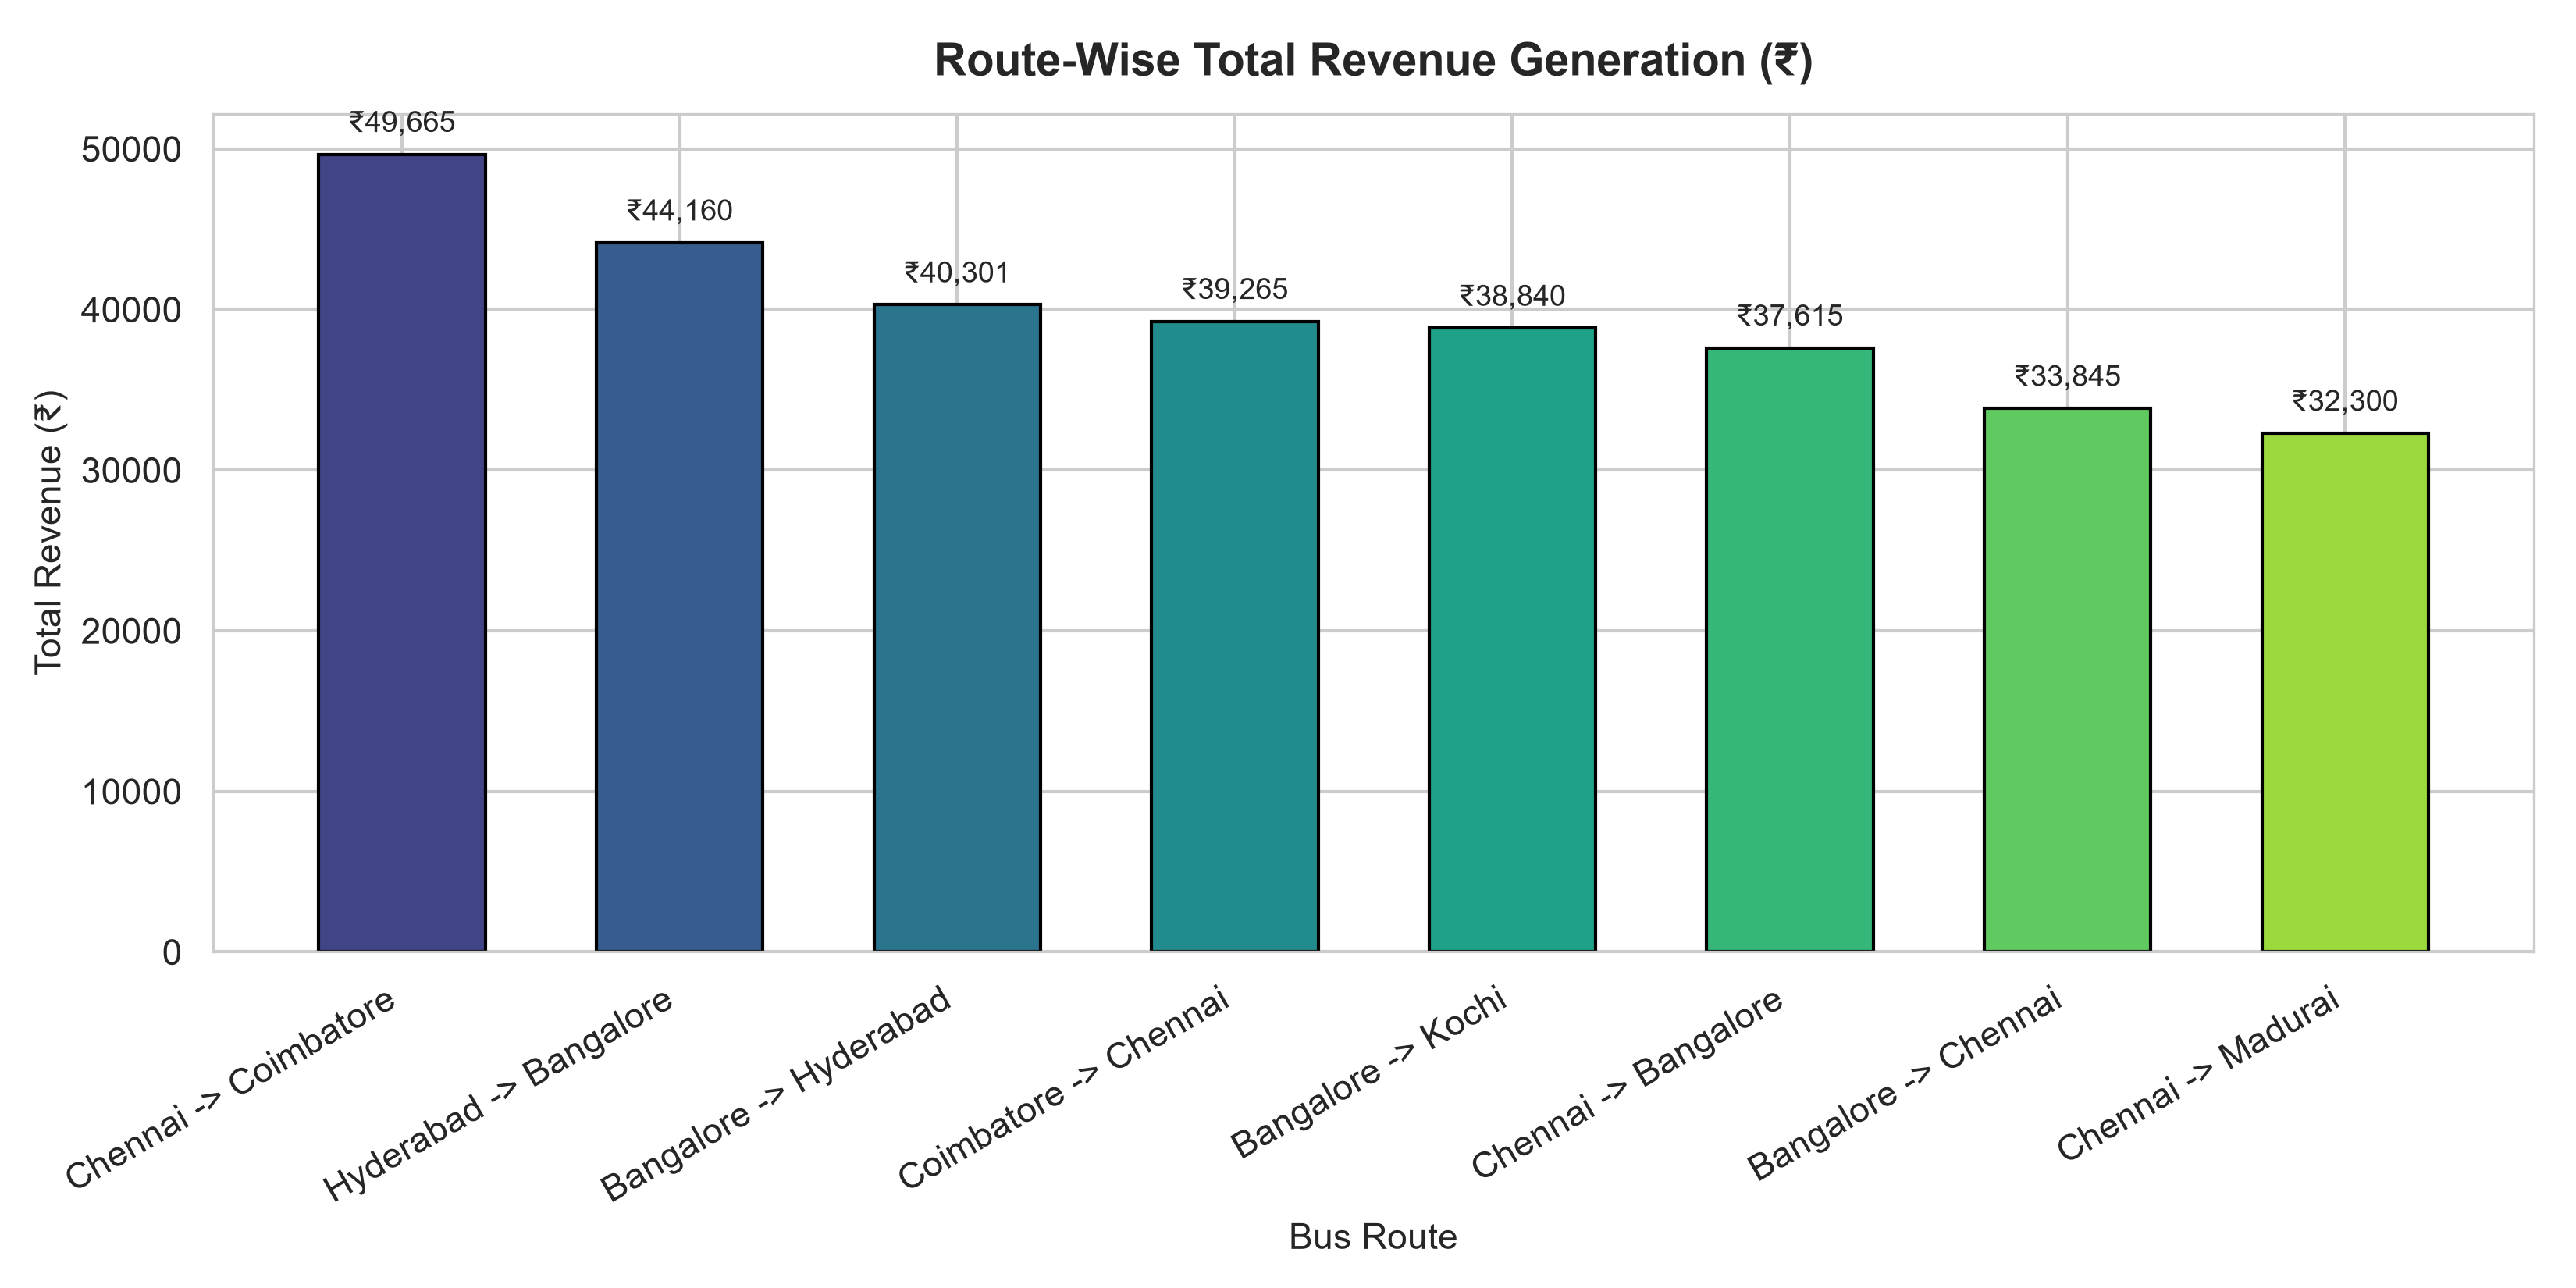 Route-Wise Total Revenue Generation (₹)
₹49,665
₹44,160
₹40,301
₹39,265
₹38,840
₹37,615
₹33,845
₹32,300
Total Revenue (₹)
50000
40000
30000
20000
10000
0
Chennai -> Coimbatore
Hyderabad -> Bangalore
Bangalore -> Hyderabad
Coimbatore -> Chennai
Bangalore -> Kochi
Chennai -> Bangalore
Bangalore -> Chennai
Chennai -> Madurai
Bus Route